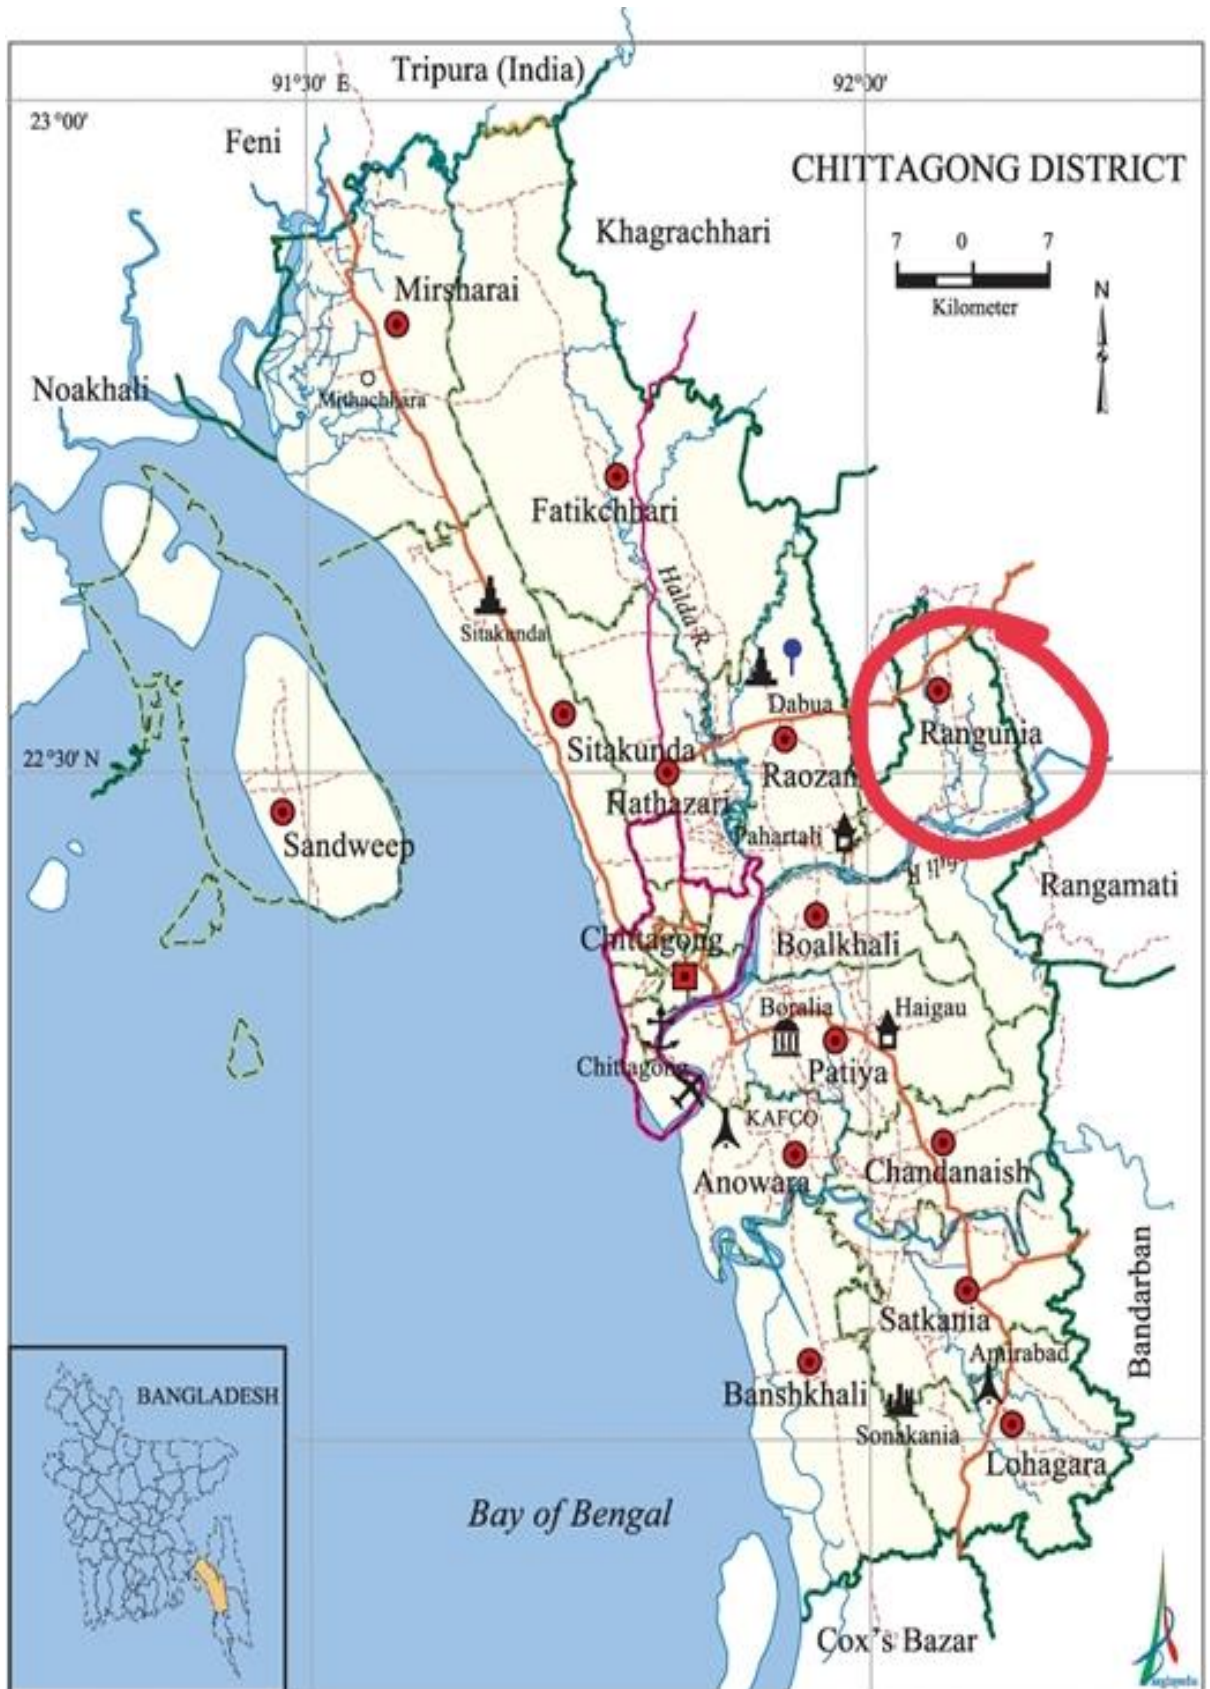 Tripura (India)
91°30' E
92°00'
23°00'
Feni
CHITTAGONG DISTRICT
Khagrachhari
7 0 7
Kilometer
N
Mirsharai
Noakhali
Mithachhara
Fatikchhari
Halda R
Sitakunda
Dabua
Rangunia
22°30' N
Sitakunda
Raozan
Hathazari
Sandweep
Pahartali
Rangamati
Chittagong
Boalkhali
Boralia
Haigau
Chittagong
Patiya
KAFCO
Anowara
Chandanaish
Bandarban
Satkania
Amirabad
Banshkhali
Sonakania
BANGLADESH
Lohagara
Bay of Bengal
Cox's Bazar